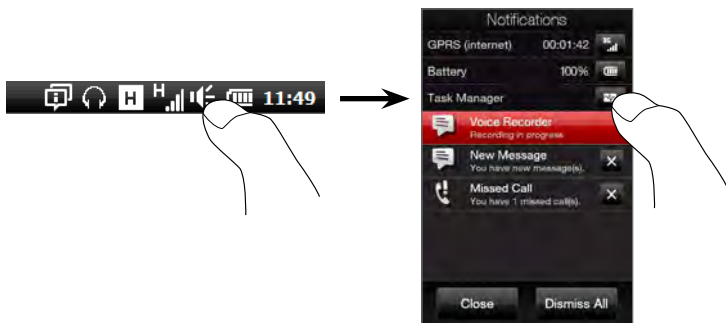 H H 11:49
Notifications
GPRS (internet) 00:01:42
Battery 100%
Task Manager
Voice Recorder
Recording in progress
New Message
You have new message(s).
Missed Call
You have 1 missed call(s).
Close Dismiss All